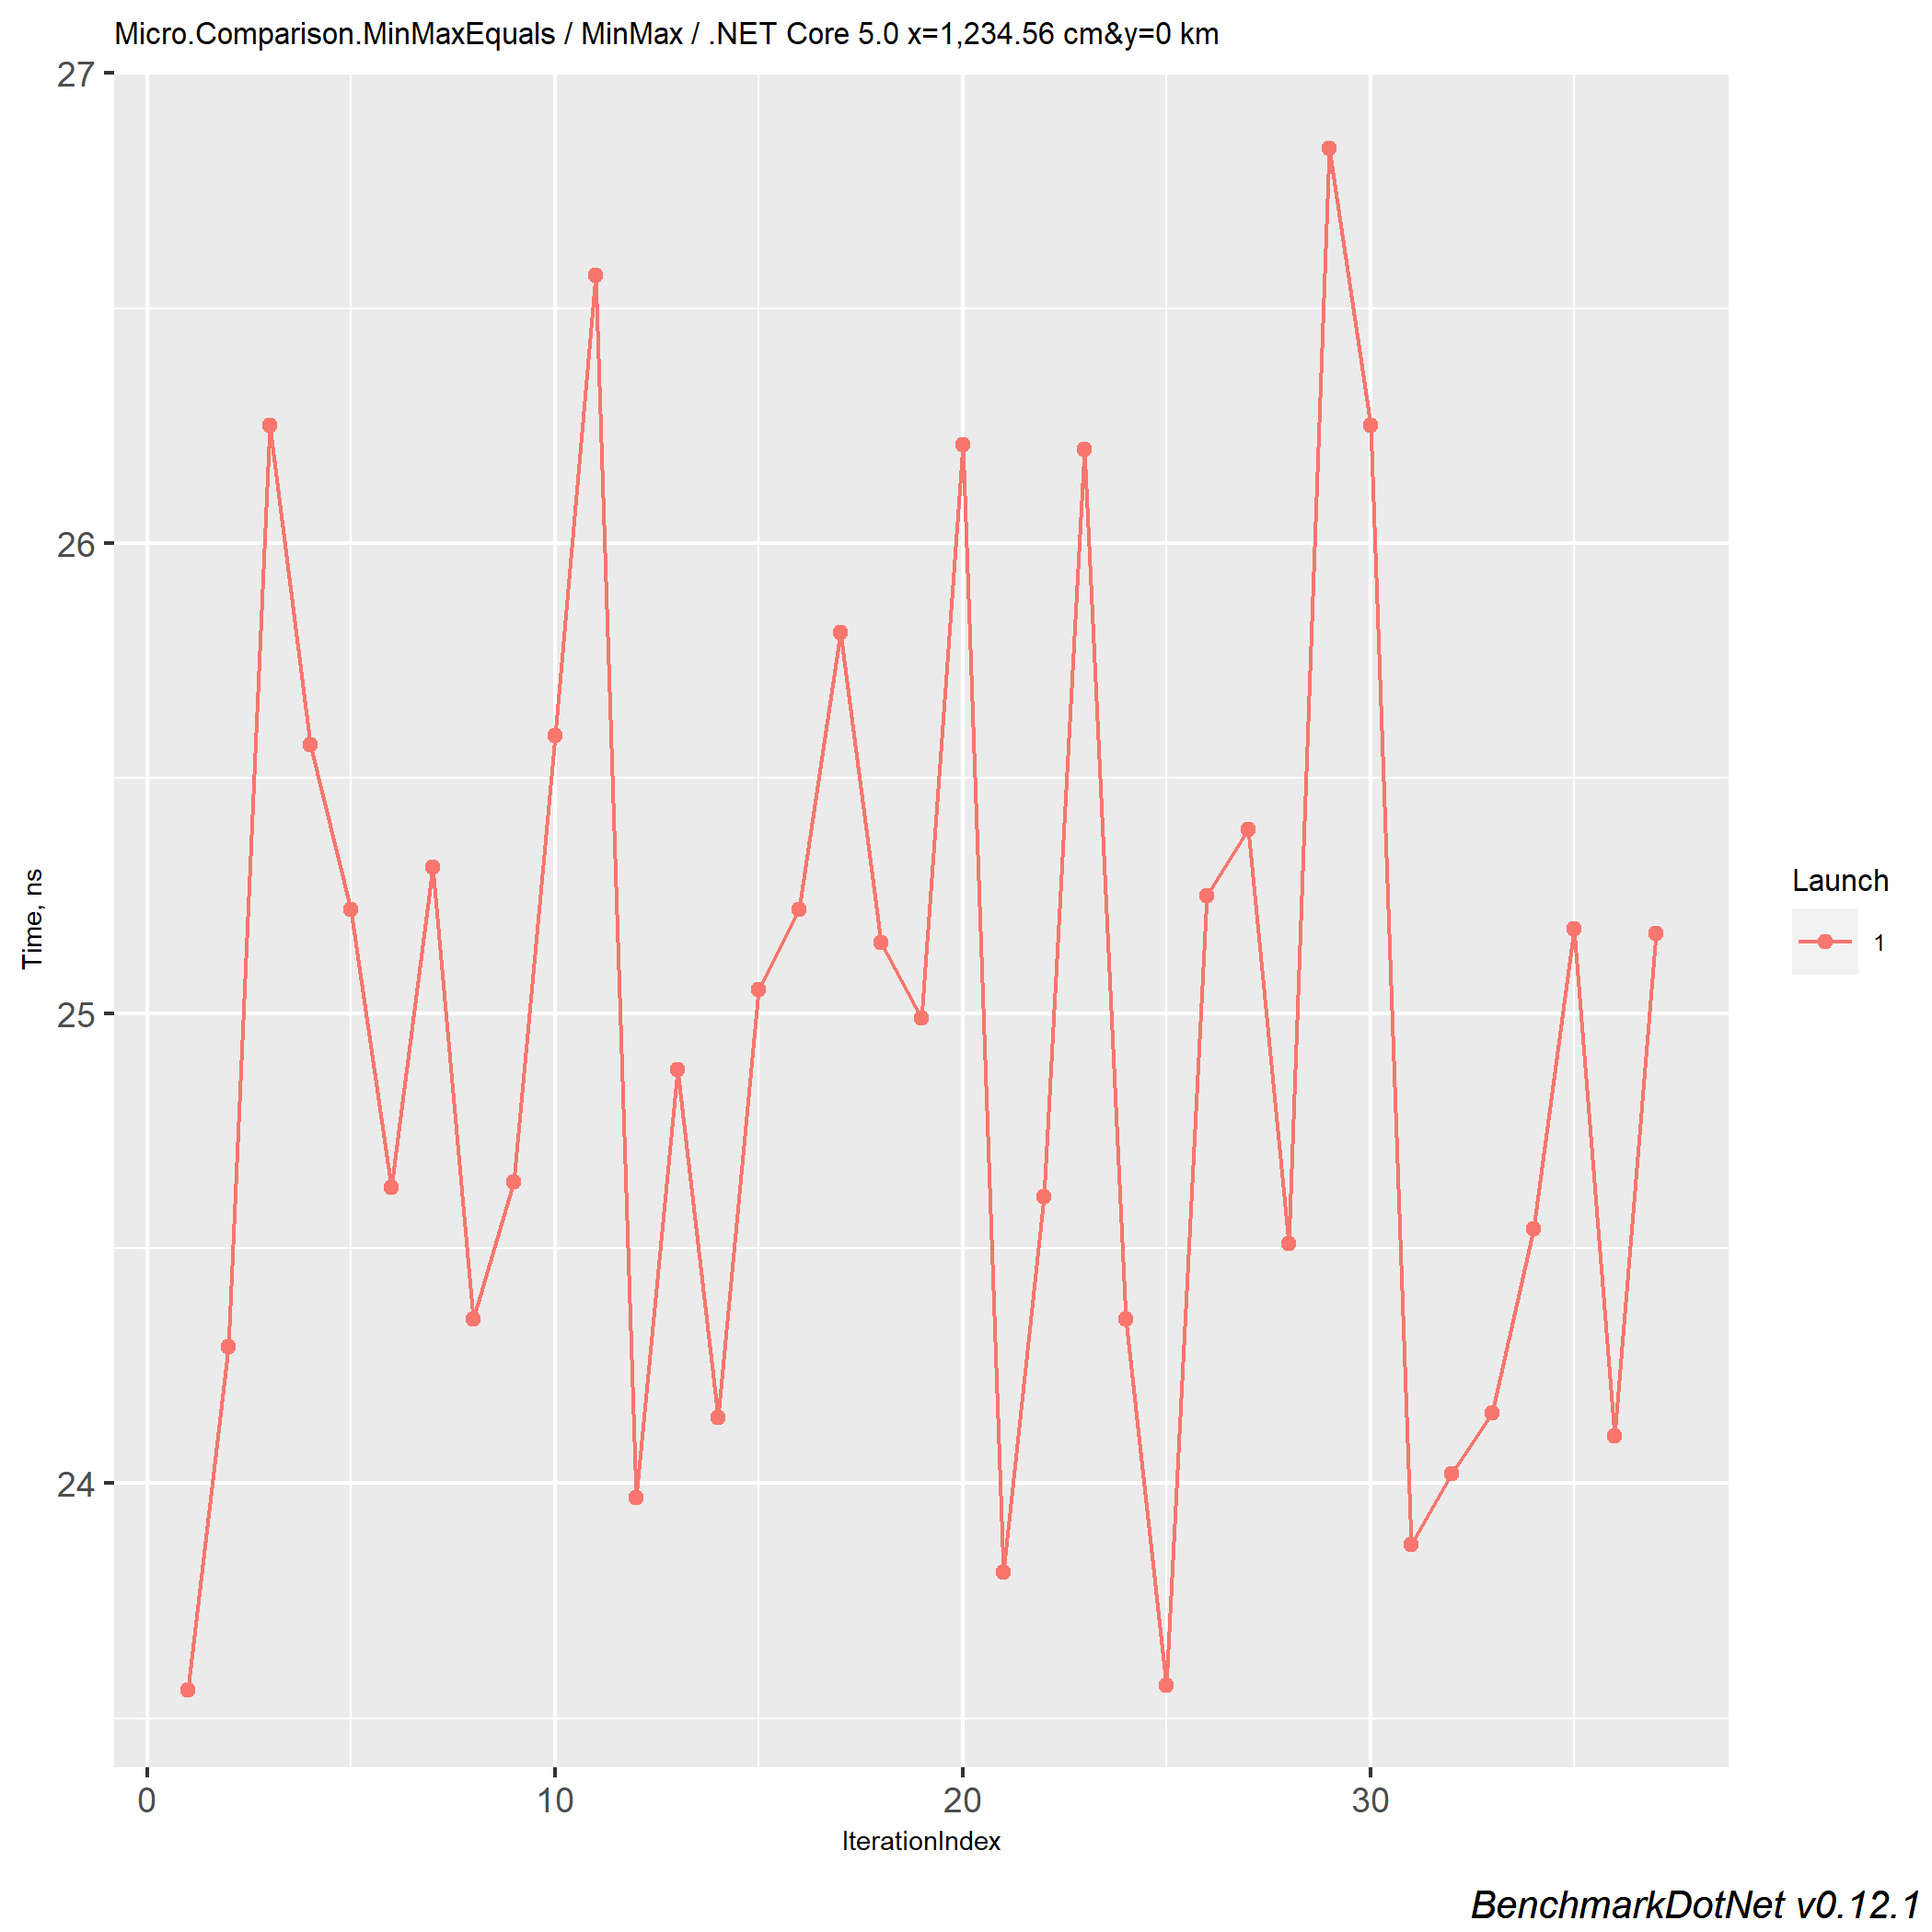 Micro.Comparison.MinMaxEquals / MinMax / .NET Core 5.0 x=1,234.56 cm&y=0 km
27
26
25
24
Time, ns
0 10 20 30
IterationIndex
Launch
1
BenchmarkDotNet v0.12.1